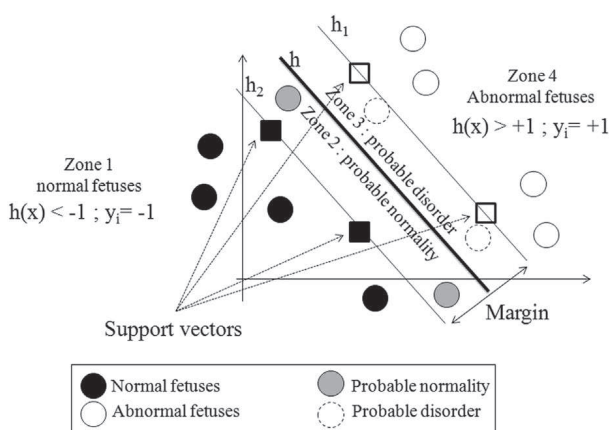 h₁
h
h₂
Zone 4
Abnormal fetuses
h(x) > +1 ; yᵢ= +1
Zone 3 : probable disorder
Zone 2 : probable normality
Zone 1
normal fetuses
h(x) < -1 ; yᵢ= -1
Support vectors
Margin
Normal fetuses
Probable normality
Abnormal fetuses
Probable disorder